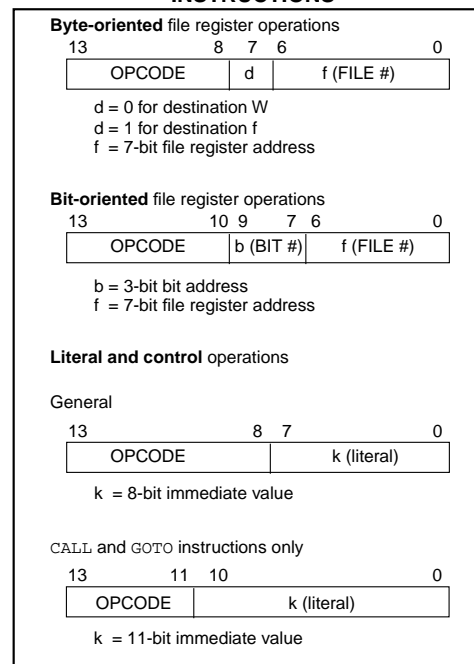 INSTRUCTIONS
Byte-oriented file register operations
13 8 7 6 0
OPCODE d f (FILE #)
d = 0 for destination W
d = 1 for destination f
f = 7-bit file register address
Bit-oriented file register operations
13 10 9 7 6 0
OPCODE b (BIT #) f (FILE #)
b = 3-bit bit address
f = 7-bit file register address
Literal and control operations
General
13 8 7 0
OPCODE k (literal)
k = 8-bit immediate value
CALL and GOTO instructions only
13 11 10 0
OPCODE k (literal)
k = 11-bit immediate value